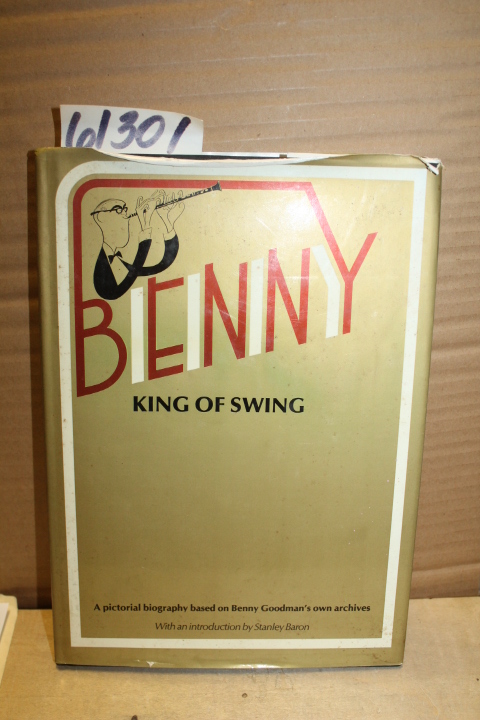 61301
BENNY
KING OF SWING
A pictorial biography based on Benny Goodman's own archives
With an introduction by Stanley Baron